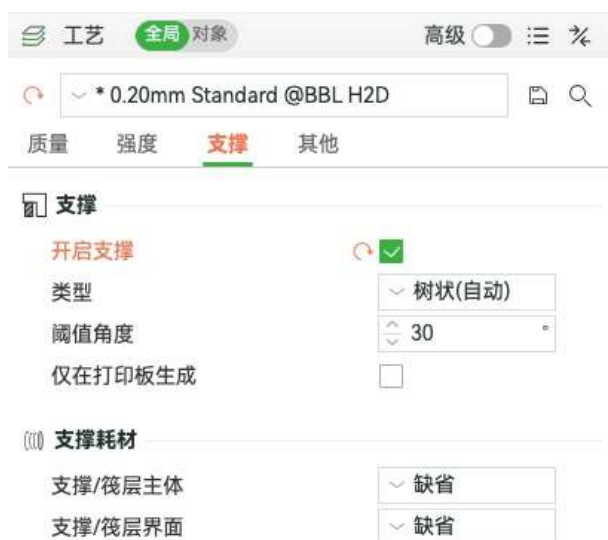 工艺 全局 对象 高级
* 0.20mm Standard @BBL H2D
质量 强度 支撑 其他
支撑
开启支撑
类型 树状(自动)
阈值角度 30 °
仅在打印板生成
支撑耗材
支撑/筏层主体 缺省
支撑/筏层界面 缺省